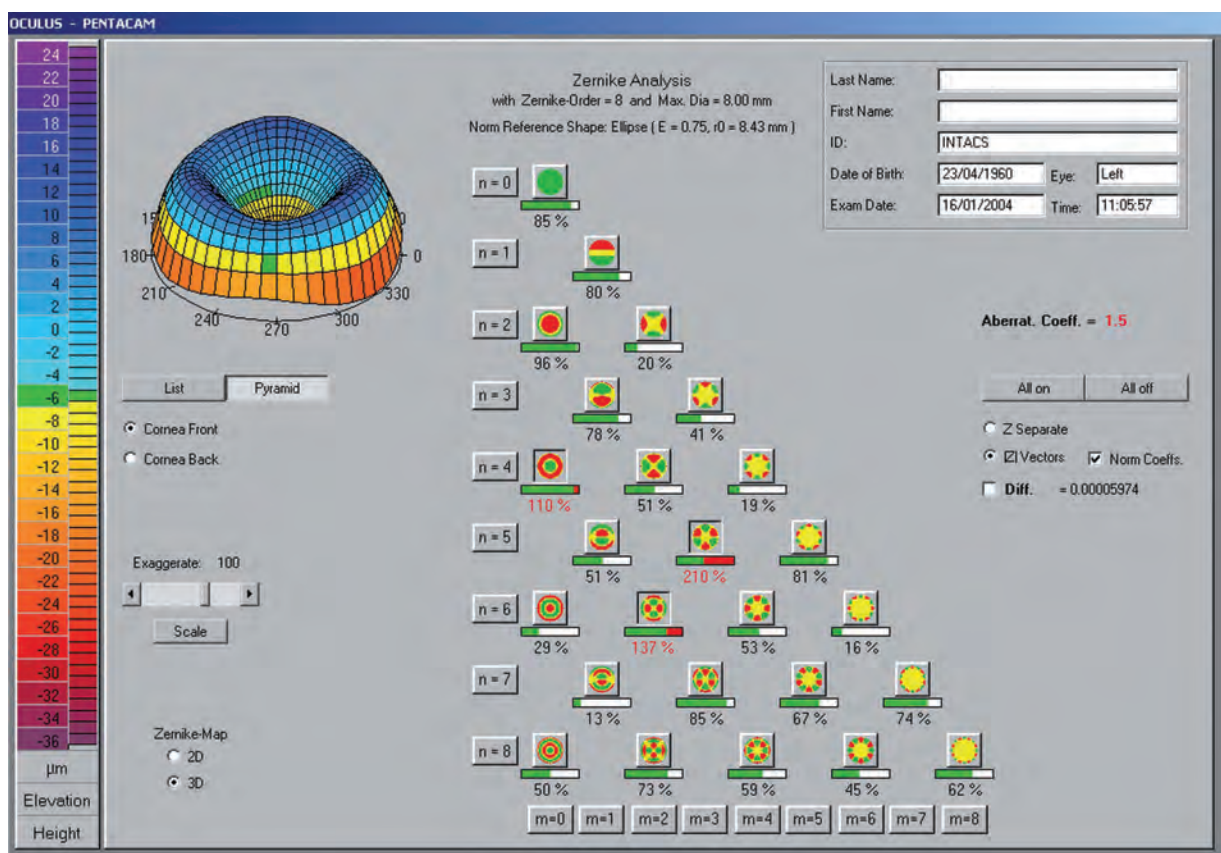 OCULUS - PENTACAM
24
22
20
18
16
14
12
10
8
6
4
2
0
-2
-4
-6
-8
-10
-12
-14
-16
-18
-20
-22
-24
-26
-28
-30
-32
-34
-36
µm
Elevation
Height
180
210
240
270
300
330
0
List Pyramid
Cornea Front
Cornea Back
Exaggerate: 100
Scale
Zernike-Map
2D
3D
Zernike Analysis
with Zernike-Order = 8 and Max. Dia = 8.00 mm
Norm Reference Shape: Ellipse ( E = 0.75, r0 = 8.43 mm )
n = 0
85 %
n = 1
80 %
n = 2
96 % 20 %
n = 3
78 % 41 %
n = 4
110 % 51 % 19 %
n = 5
51 % 210 % 81 %
n = 6
29 % 137 % 53 % 16 %
n = 7
13 % 85 % 67 % 74 %
n = 8
50 % 73 % 59 % 45 % 62 %
m=0 m=1 m=2 m=3 m=4 m=5 m=6 m=7 m=8
Last Name:
First Name:
ID: INTACS
Date of Birth: 23/04/1960 Eye: Left
Exam Date: 16/01/2004 Time: 11:05:57
Aberrat. Coeff. = 1.5
All on All off
Z Separate
|Z| Vectors Norm Coeffs.
Diff. = 0.00005974